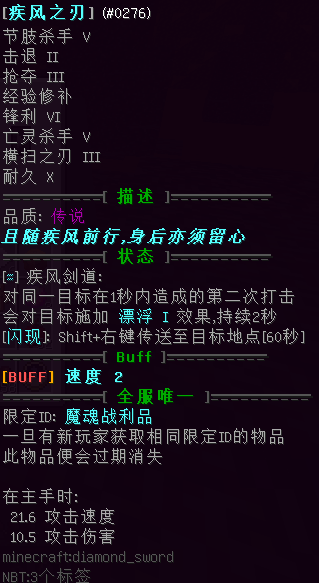 [疾风之刃] (#0276)
节肢杀手 V
击退 II
抢夺 III
经验修补
锋利 VI
亡灵杀手 V
横扫之刃 III
耐久 X
----------[ 描述 ]----------
品质: 传说
且随疾风前行,身后亦须留心
----------[ 状态 ]----------
[≈] 疾风剑道:
对同一目标在1秒内造成的第二次打击
会对目标施加 漂浮 I 效果,持续2秒
[闪现]: Shift+右键传送至目标地点[60秒]
----------[ Buff ]----------
[BUFF] 速度 2
----------[ 全服唯一 ]----------
限定ID: 魔魂战利品
一旦有新玩家获取相同限定ID的物品
此物品便会过期消失
在主手时:
21.6 攻击速度
10.5 攻击伤害
minecraft:diamond_sword
NBT:3个标签